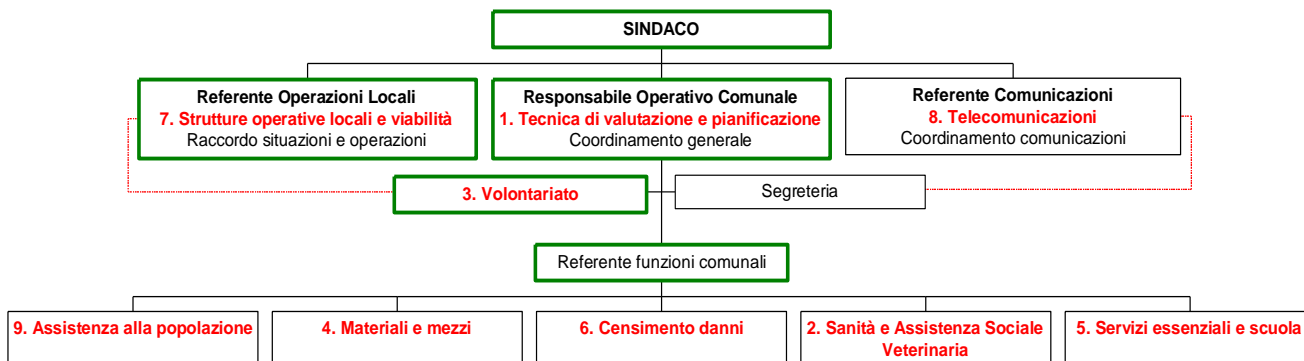 SINDACO
Referente Operazioni Locali
7. Strutture operative locali e viabilità
Raccordo situazioni e operazioni
Responsabile Operativo Comunale
1. Tecnica di valutazione e pianificazione
Coordinamento generale
Referente Comunicazioni
8. Telecomunicazioni
Coordinamento comunicazioni
3. Volontariato
Segreteria
Referente funzioni comunali
9. Assistenza alla popolazione
4. Materiali e mezzi
6. Censimento danni
2. Sanità e Assistenza Sociale
Veterinaria
5. Servizi essenziali e scuola